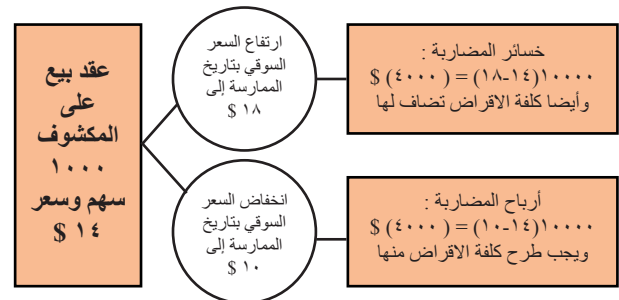 عقد بيع
على
المكشوف
١٠٠٠
سهم وسعر
١٤ $
ارتفاع السعر
السوقي بتاريخ
الممارسة إلى
١٨ $
خسائر المضاربة :
١٠٠٠٠(١٤-١٨) = ( ٤٠٠٠ ) $
وأيضا كلفة الاقراض تضاف لها
انخفاض السعر
السوقي بتاريخ
الممارسة إلى
١٠ $
أرباح المضاربة :
١٠٠٠٠(١٤-١٠) = ( ٤٠٠٠ ) $
ويجب طرح كلفة الاقراض منها